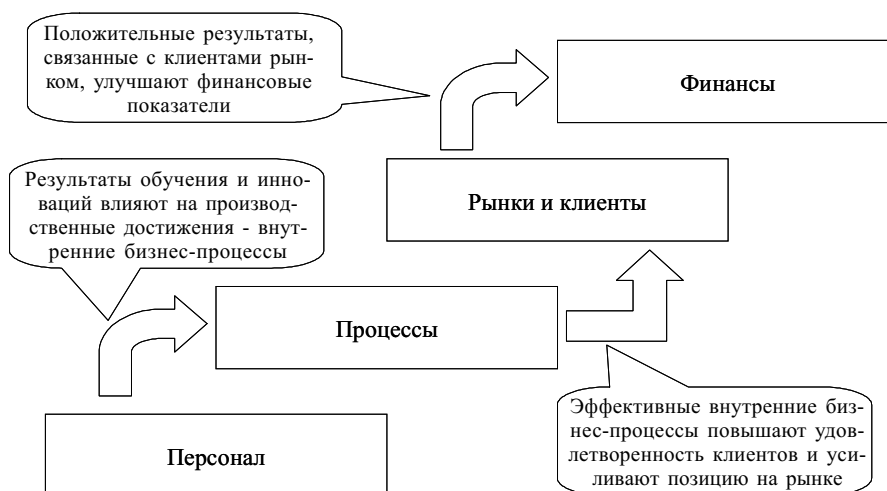 Положительные результаты,
связанные с клиентами рын-
ком, улучшают финансовые
показатели
Финансы
Результаты обучения и инно-
ваций влияют на производ-
ственные достижения - внут-
ренние бизнес-процессы
Рынки и клиенты
Процессы
Эффективные внутренние биз-
нес-процессы повышают удов-
летворенность клиентов и уси-
ливают позицию на рынке
Персонал